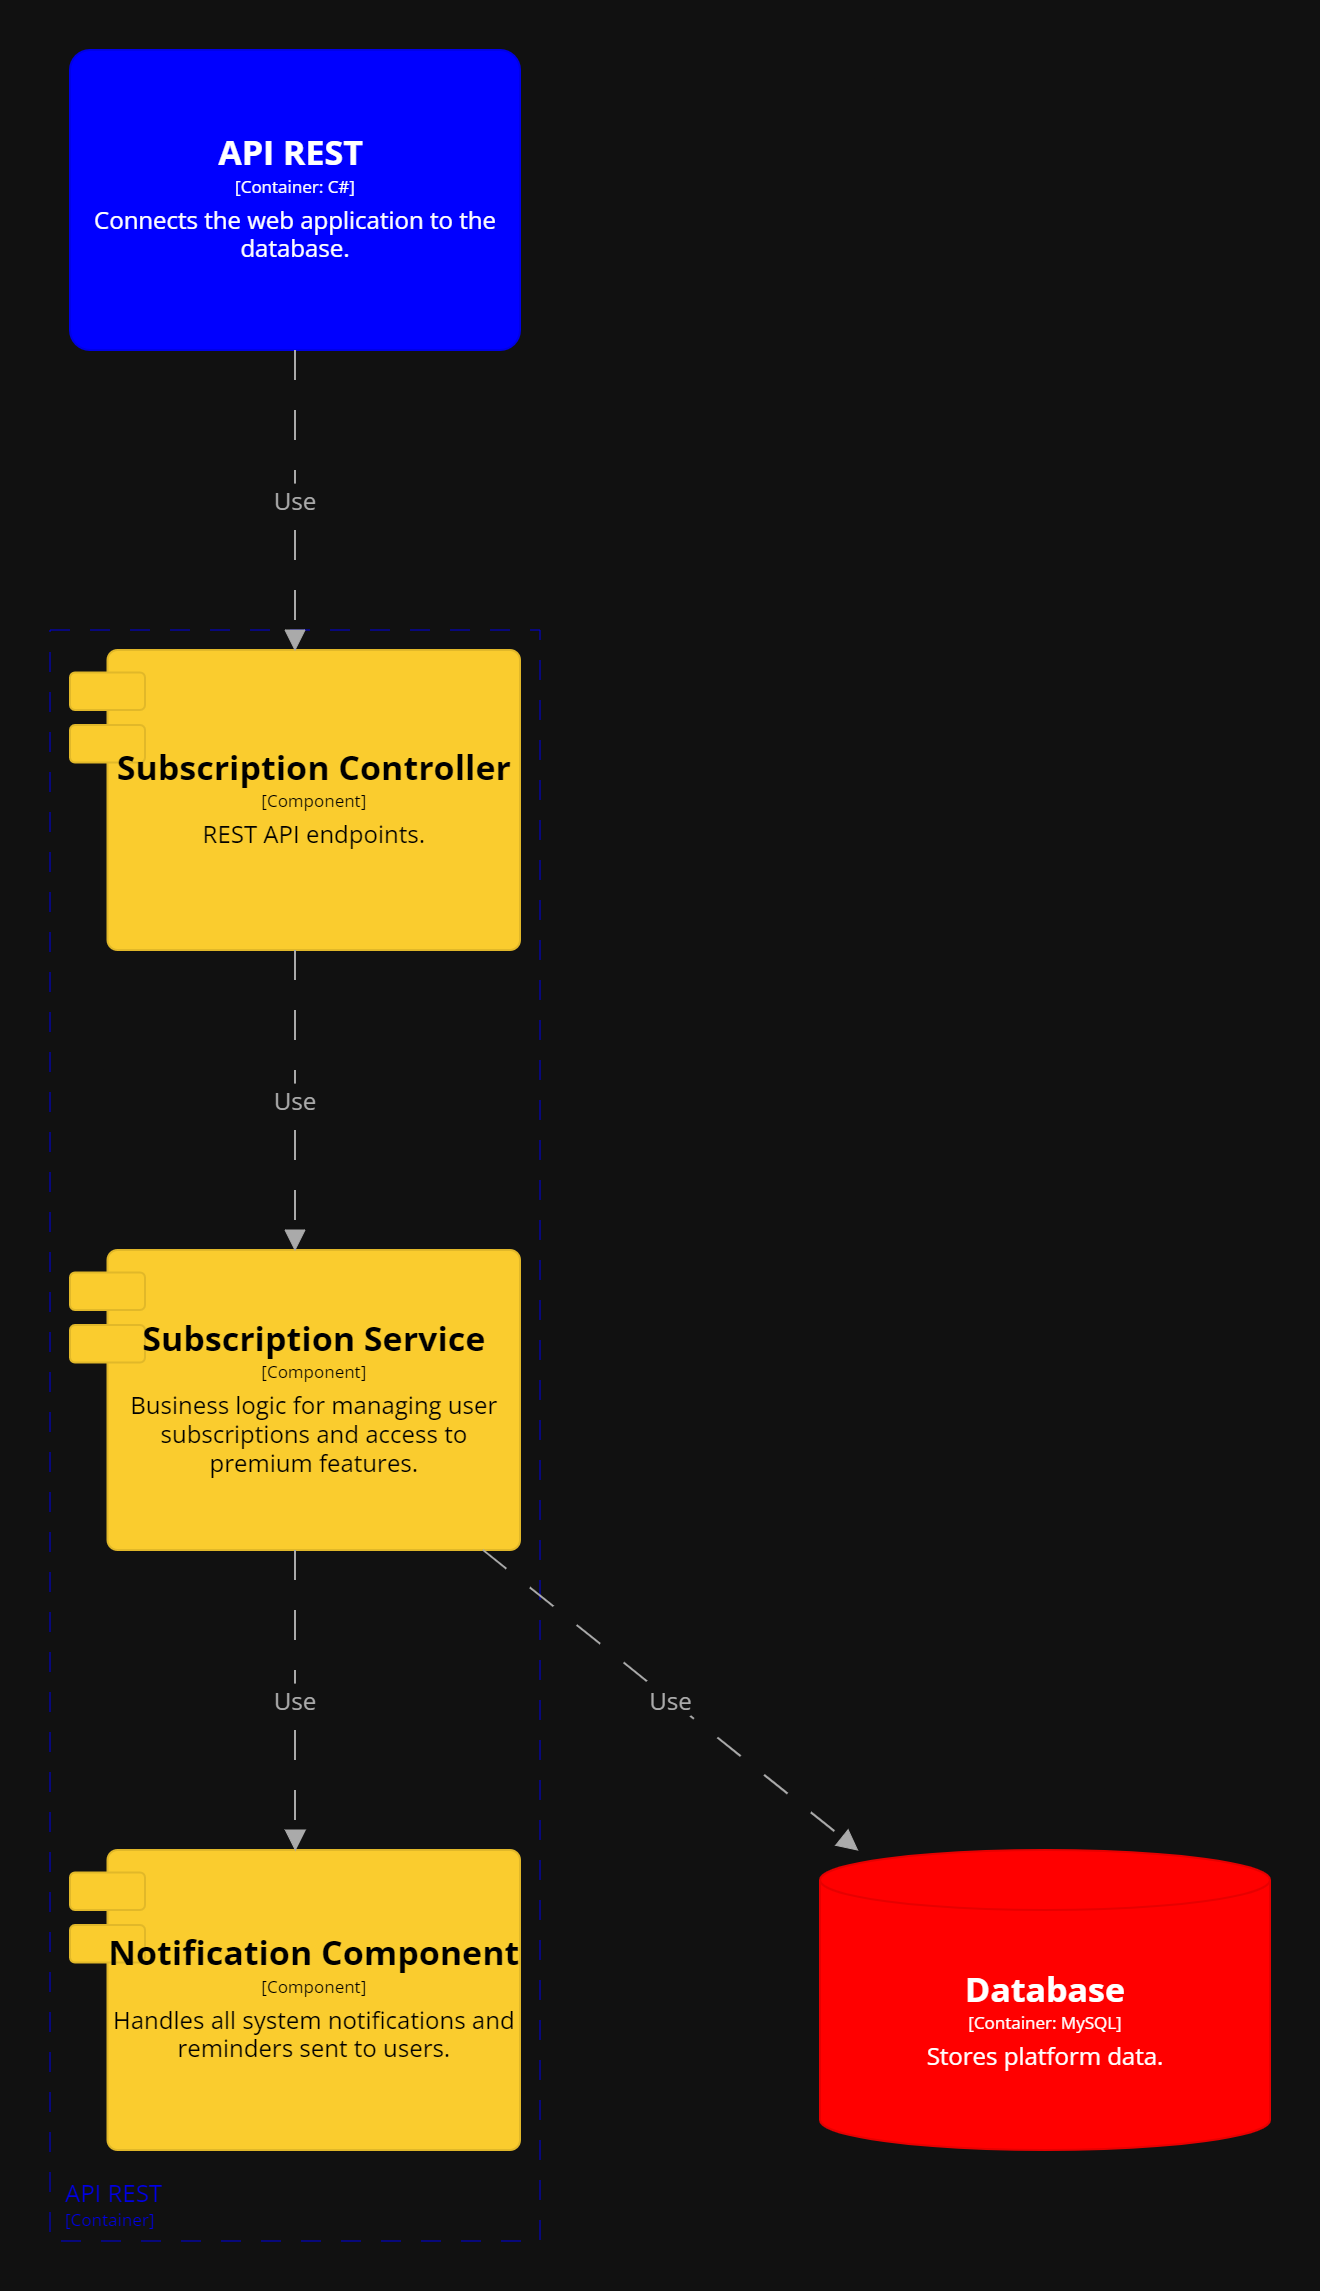 API REST
[Container: C#]
Connects the web application to the
database.
Use
Subscription Controller
[Component]
REST API endpoints.
Use
Subscription Service
[Component]
Business logic for managing user
subscriptions and access to
premium features.
Use
Use
Notification Component
[Component]
Handles all system notifications and
reminders sent to users.
Database
[Container: MySQL]
Stores platform data.
API REST
[Container]